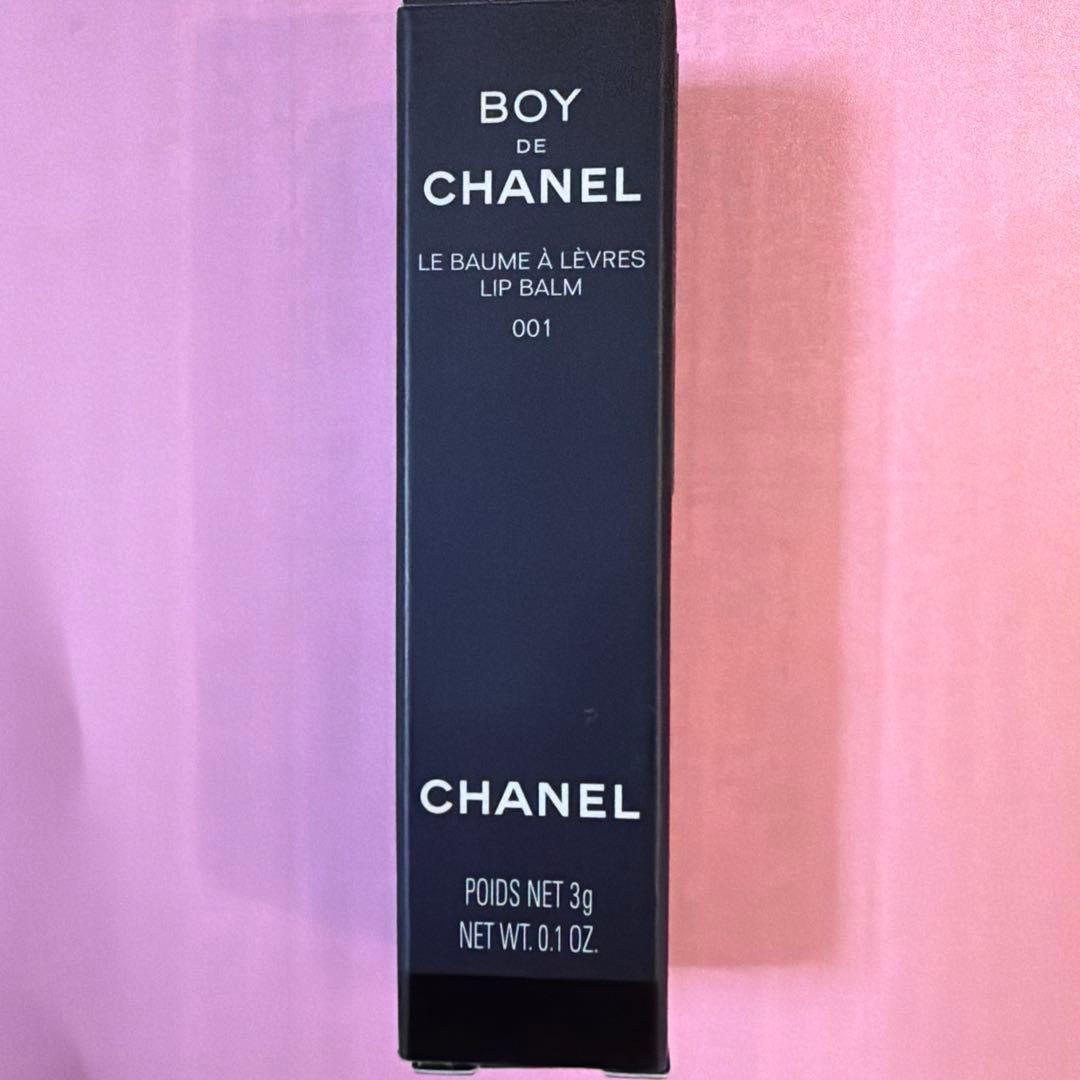 BOY
DE
CHANEL
LE BAUME À LÈVRES
LIP BALM
001
CHANEL
POIDS NET 3g
NET WT. 0.1 OZ.